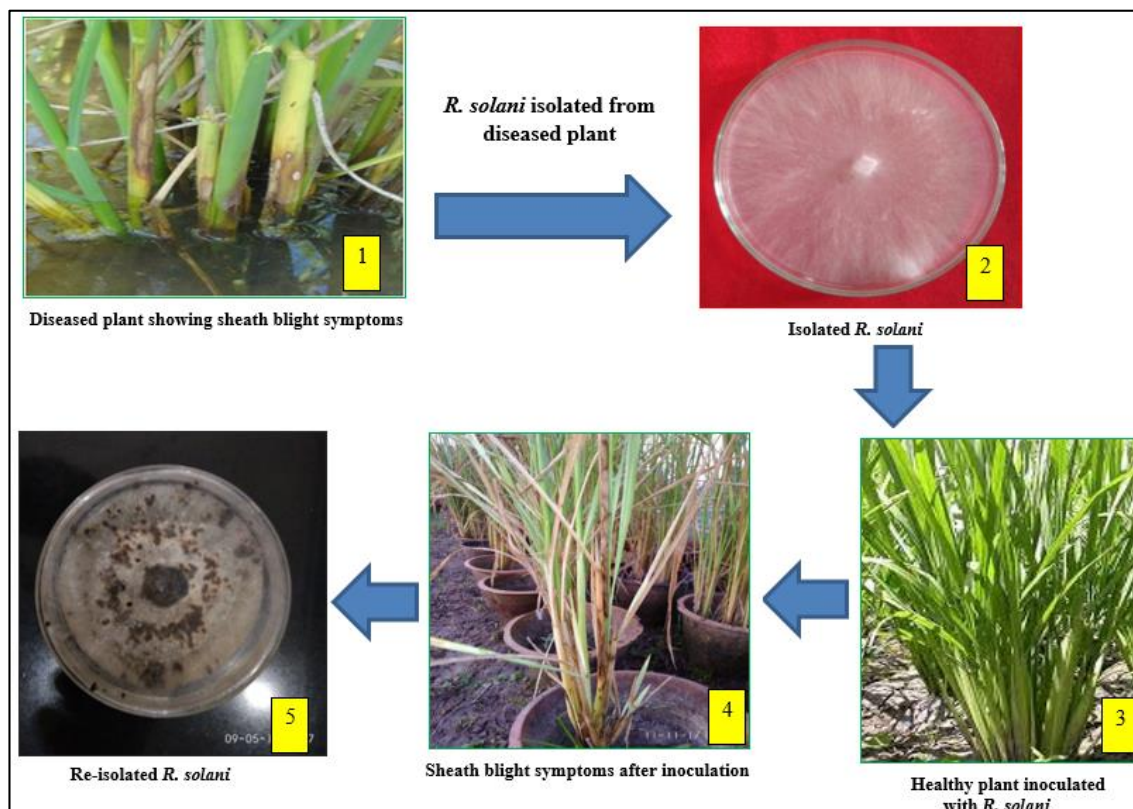 R. solani isolated from
diseased plant
1
Diseased plant showing sheath blight symptoms
2
Isolated R. solani
3
Healthy plant inoculated
with R. solani
4
Sheath blight symptoms after inoculation
5
Re-isolated R. solani